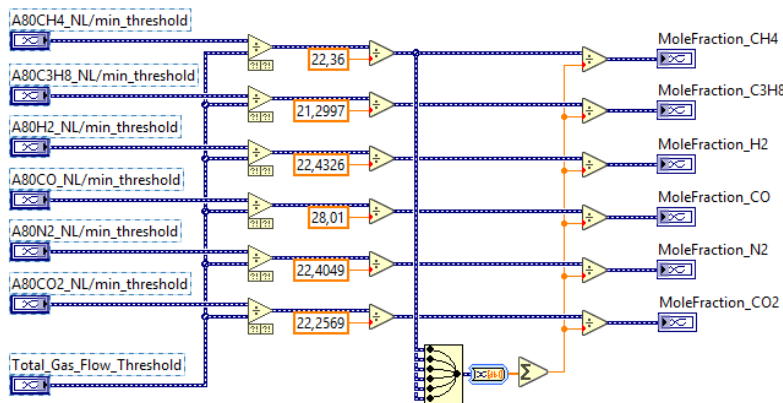 A80CH4_NL/min_threshold
22,36
MoleFraction_CH4
A80C3H8_NL/min_threshold
21,2997
MoleFraction_C3H8
A80H2_NL/min_threshold
22,4326
MoleFraction_H2
A80CO_NL/min_threshold
28,01
MoleFraction_CO
A80N2_NL/min_threshold
22,4049
MoleFraction_N2
A80CO2_NL/min_threshold
22,2569
MoleFraction_CO2
Total_Gas_Flow_Threshold
Σ